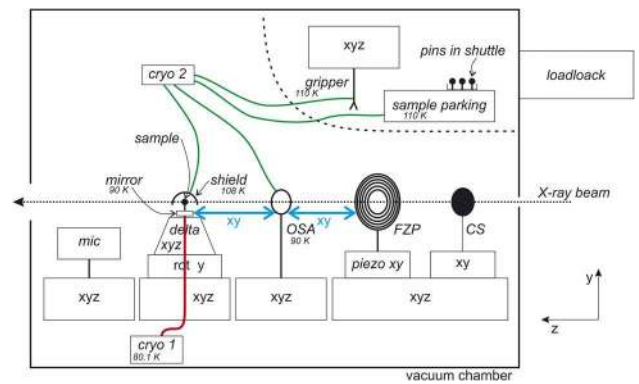 xyz
pins in shuttle
cryo 2
gripper
110 K
loadloack
sample parking
110 K
sample
mirror
90 K
shield
108 K
X-ray beam
delta
xy
OSA
90 K
xy
FZP
CS
mic
xyz
rot y
piezo xy
xy
xyz
xyz
xyz
xyz
y
z
cryo 1
80.1 K
vacuum chamber